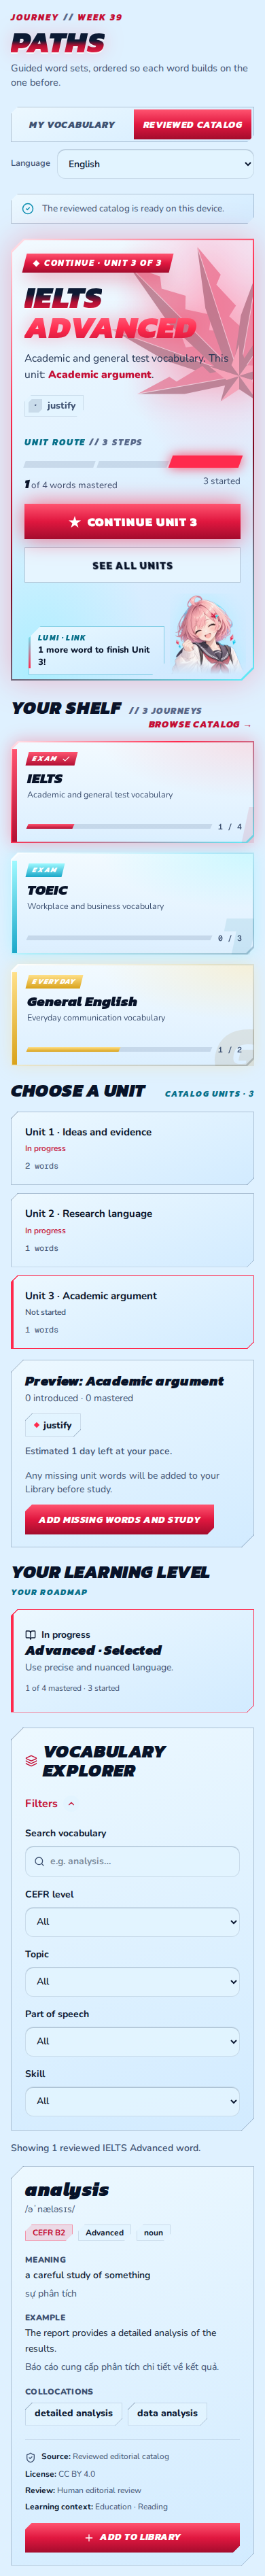 JOURNEY // WEEK 39
PATHS
Guided word sets, ordered so each word builds on the
one before.
MY VOCABULARY
REVIEWED CATALOG
Language
English
The reviewed catalog is ready on this device.
◆ CONTINUE · UNIT 3 OF 3
IELTS
ADVANCED
Academic and general test vocabulary. This
unit: Academic argument.
justify
UNIT ROUTE // 3 STEPS
1 of 4 words mastered
3 started
★ CONTINUE UNIT 3
SEE ALL UNITS
LUMI · LINK
1 more word to finish Unit
3!
YOUR SHELF // 3 JOURNEYS
BROWSE CATALOG →
EXAM ✓
IELTS
Academic and general test vocabulary
1 / 4
EXAM
TOEIC
Workplace and business vocabulary
0 / 3
EVERYDAY
General English
Everyday communication vocabulary
1 / 2
CHOOSE A UNIT
CATALOG UNITS · 3
Unit 1 · Ideas and evidence
In progress
2 words
Unit 2 · Research language
In progress
1 words
Unit 3 · Academic argument
Not started
1 words
Preview: Academic argument
0 introduced · 0 mastered
◆ justify
Estimated 1 day left at your pace.
Any missing unit words will be added to your
Library before study.
ADD MISSING WORDS AND STUDY
YOUR LEARNING LEVEL
YOUR ROADMAP
In progress
Advanced · Selected
Use precise and nuanced language.
1 of 4 mastered · 3 started
VOCABULARY
EXPLORER
Filters
Search vocabulary
e.g. analysis...
CEFR level
All
Topic
All
Part of speech
All
Skill
All
Showing 1 reviewed IELTS Advanced word.
analysis
/əˈnæləsɪs/
CEFR B2
Advanced
noun
MEANING
a careful study of something
sự phân tích
EXAMPLE
The report provides a detailed analysis of the
results.
Báo cáo cung cấp phân tích chi tiết về kết quả.
COLLOCATIONS
detailed analysis
data analysis
Source: Reviewed editorial catalog
License: CC BY 4.0
Review: Human editorial review
Learning context: Education · Reading
+ ADD TO LIBRARY